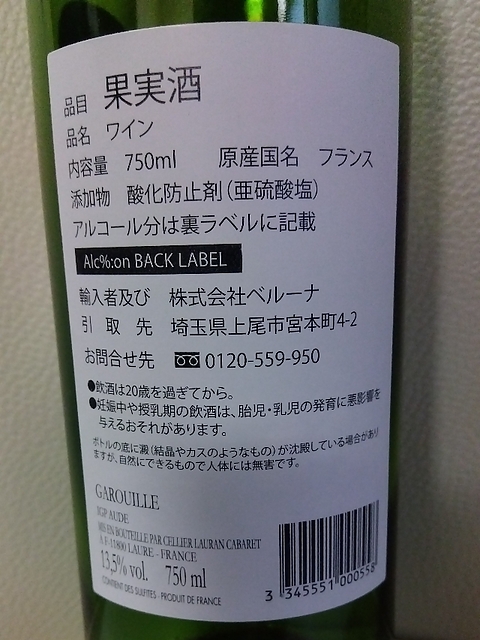 品目 果実酒
品名 ワイン
内容量 750ml 原産国名 フランス
添加物 酸化防止剤(亜硫酸塩)
アルコール分は裏ラベルに記載
Alc%:on BACK LABEL
輸入者及び 株式会社ベルーナ
引取先 埼玉県上尾市宮本町4-2
お問合せ先 0120-559-950
●飲酒は20歳を過ぎてから。
●妊娠中や授乳期の飲酒は、胎児・乳児の発育に悪影響を
与えるおそれがあります。
ボトルの底に澱(結晶やカスのようなもの)が沈殿している場合があり
ますが、自然にできるもので人体には無害です。
GAROUILLE
IGP AUDE
MIS EN BOUTEILLE PAR CELLIER LAURAN CABARET
A F-11800 LAURE - FRANCE
13,5% vol. 750 ml
CONTIENT DES SULFITES - PRODUIT DE FRANCE
3 345551 000558